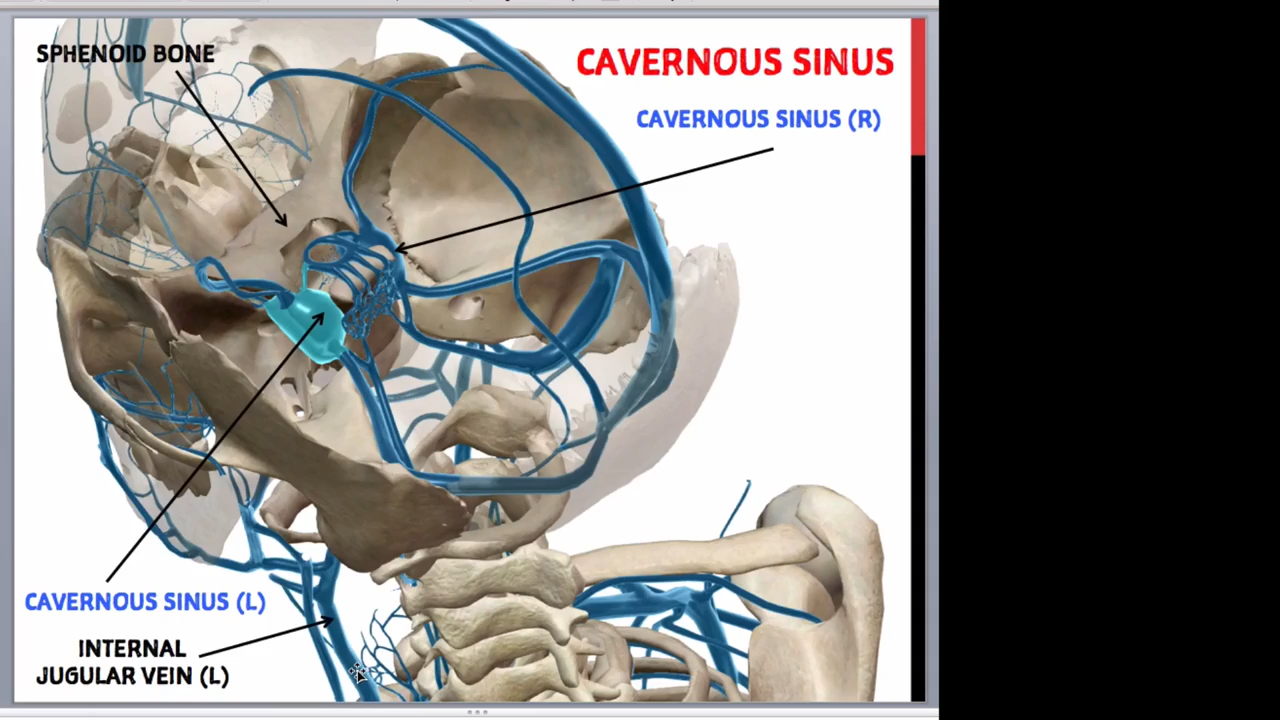 SPHENOID BONE
CAVERNOUS SINUS
CAVERNOUS SINUS (R)
CAVERNOUS SINUS (L)
INTERNAL
JUGULAR VEIN (L)